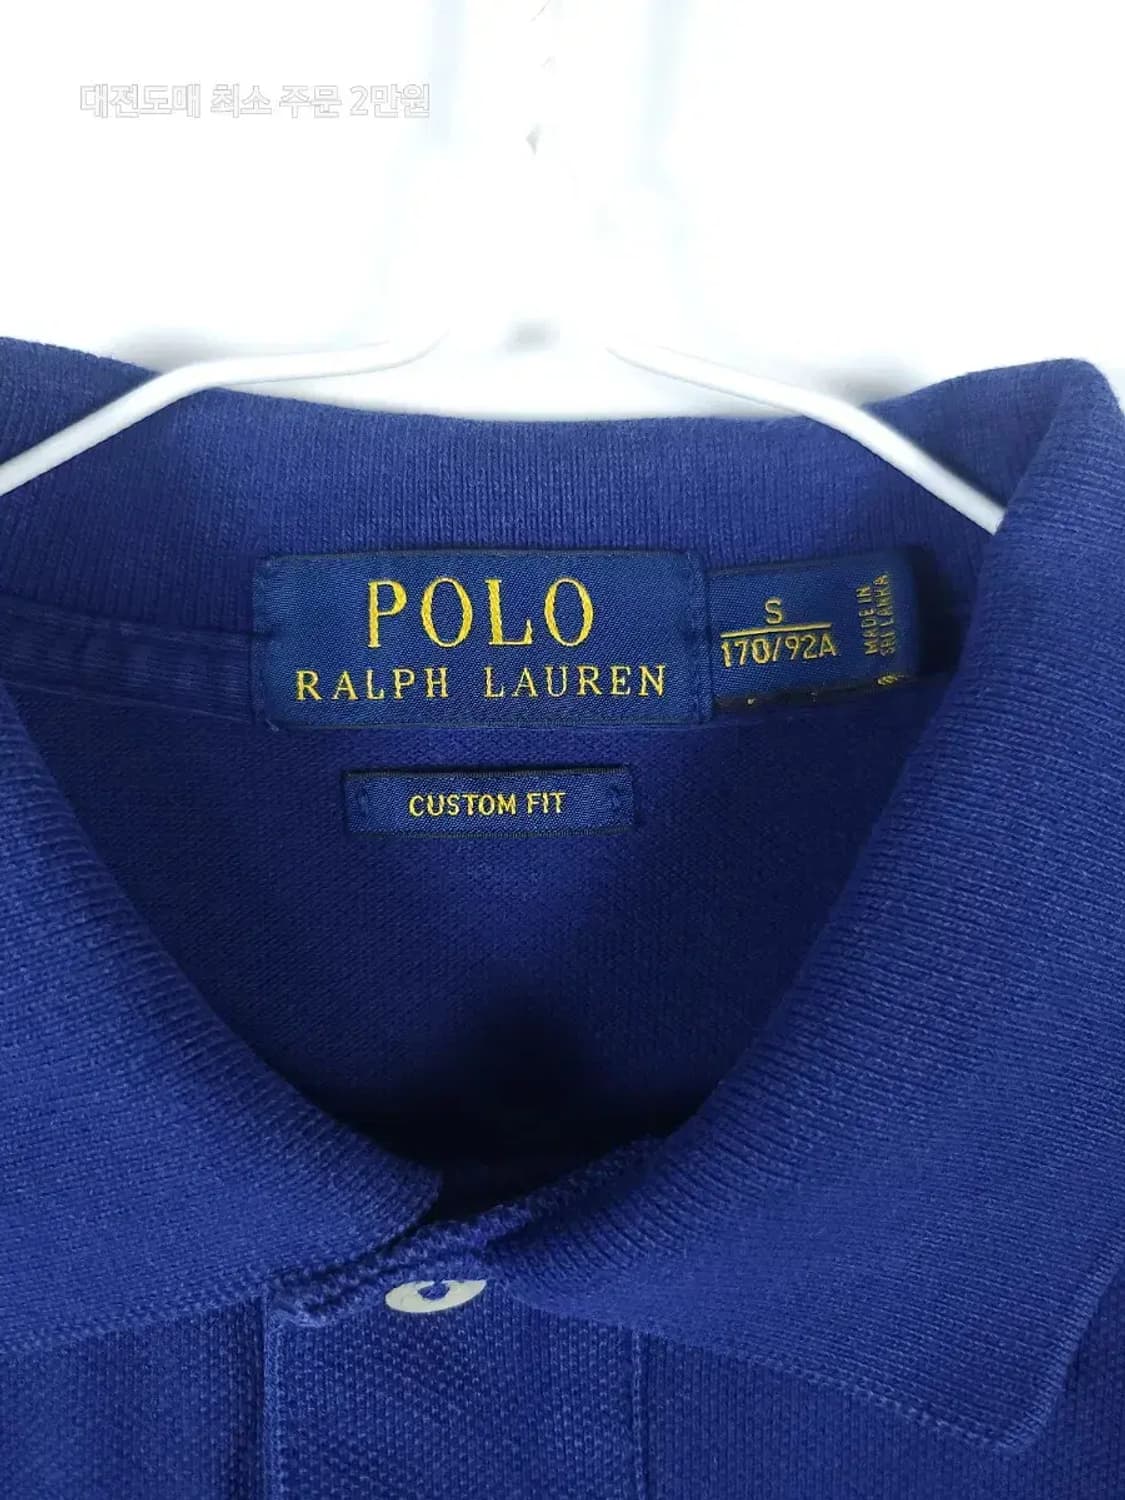 대전도매 최소 주문 2만원
POLO
RALPH LAUREN
S
170/92A
MADE IN
SRI LANKA
CUSTOM FIT